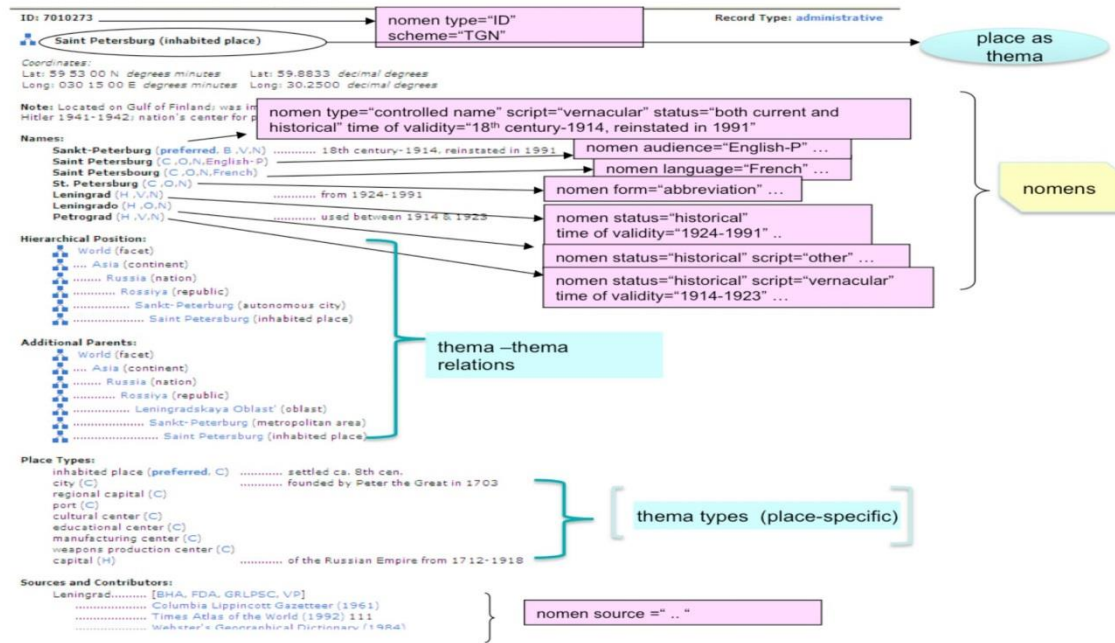 ID: 7010273
nomen type=“ID”
scheme=“TGN”
Record Type: administrative
Saint Petersburg (inhabited place)
place as
thema
Coordinates:
Lat: 59 53 00 N degrees minutes Lat: 59.8833 decimal degrees
Long: 030 15 00 E degrees minutes Long: 30.2500 decimal degrees
Note: Located on Gulf of Finland; was
Hitler 1941-1942; nation's center for
nomen type=“controlled name” script=“vernacular” status=“both current and
historical” time of validity=“18th century-1914, reinstated in 1991”
Names:
Sankt-Peterburg (preferred, B,V,N) ........... 18th century-1914, reinstated in 1991
Saint Petersburg (C,O,N,English-P)
Saint Petersbourg (C,O,N,French)
St. Petersburg (C,O,N)
Leningrad (H,V,N) ........... from 1924-1991
Leningrado (H,O,N)
Petrograd (H,V,N) ........... used between 1914 & 1923
nomen audience=“English-P” ...
nomen language=“French” ...
nomen form=“abbreviation” ...
nomen status=“historical”
time of validity=“1924-1991” ..
nomen status=“historical” script=“other” ...
nomen status=“historical” script=“vernacular”
time of validity=“1914-1923” ...
nomens
Hierarchical Position:
World (facet)
.... Asia (continent)
........ Russia (nation)
............ Rossiya (republic)
................ Sankt-Peterburg (autonomous city)
.................... Saint Petersburg (inhabited place)
thema –thema
relations
Additional Parents:
World (facet)
.... Asia (continent)
........ Russia (nation)
............ Rossiya (republic)
................ Leningradskaya Oblast' (oblast)
.................... Sankt-Peterburg (metropolitan area)
........................ Saint Petersburg (inhabited place)
Place Types:
inhabited place (preferred, C) ........... settled ca. 8th cen.
city (C) ........... founded by Peter the Great in 1703
regional capital (C)
port (C)
cultural center (C)
educational center (C)
manufacturing center (C)
weapons production center (C)
capital (H) ........... of the Russian Empire from 1712-1918
thema types (place-specific)
Sources and Contributors:
Leningrad......... [BHA, FDA, GRLPSC, VP]
.................. Columbia Lippincott Gazetteer (1961)
.................. Times Atlas of the World (1992) 111
.................. Webster's Geographical Dictionary (1984)
nomen source =“ ..“